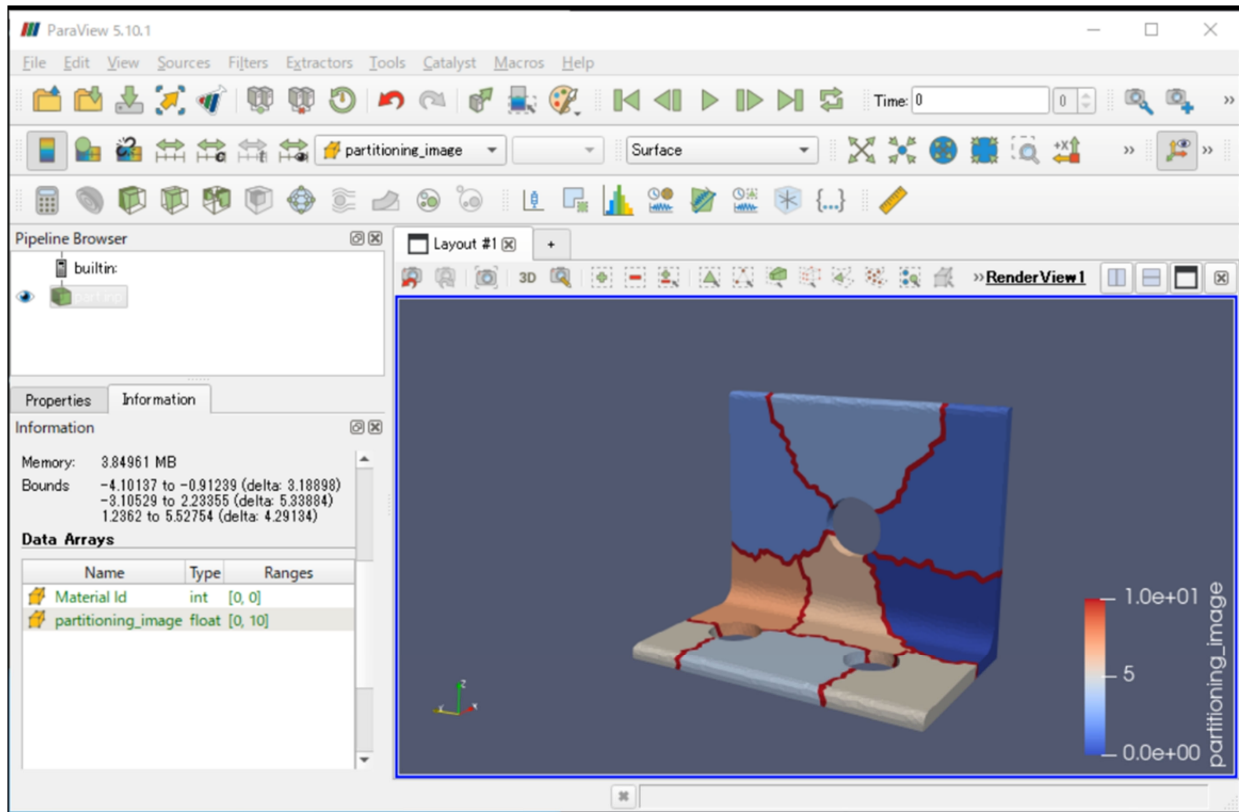 ParaView 5.10.1
File Edit View Sources Filters Extractors Tools Catalyst Macros Help
Time: 0 0
partitioning_image Surface
Pipeline Browser
builtin:
Layout #1
3D RenderView1
Properties Information
Information
Memory: 3.84961 MB
Bounds -4.10137 to -0.91239 (delta: 3.18898)
-3.10529 to 2.23355 (delta: 5.33884)
1.2362 to 5.52754 (delta: 4.29134)
Data Arrays
Name Type Ranges
Material Id int [0, 0]
partitioning_image float [0, 10]
1.0e+01
5
0.0e+00
partitioning_image
Z